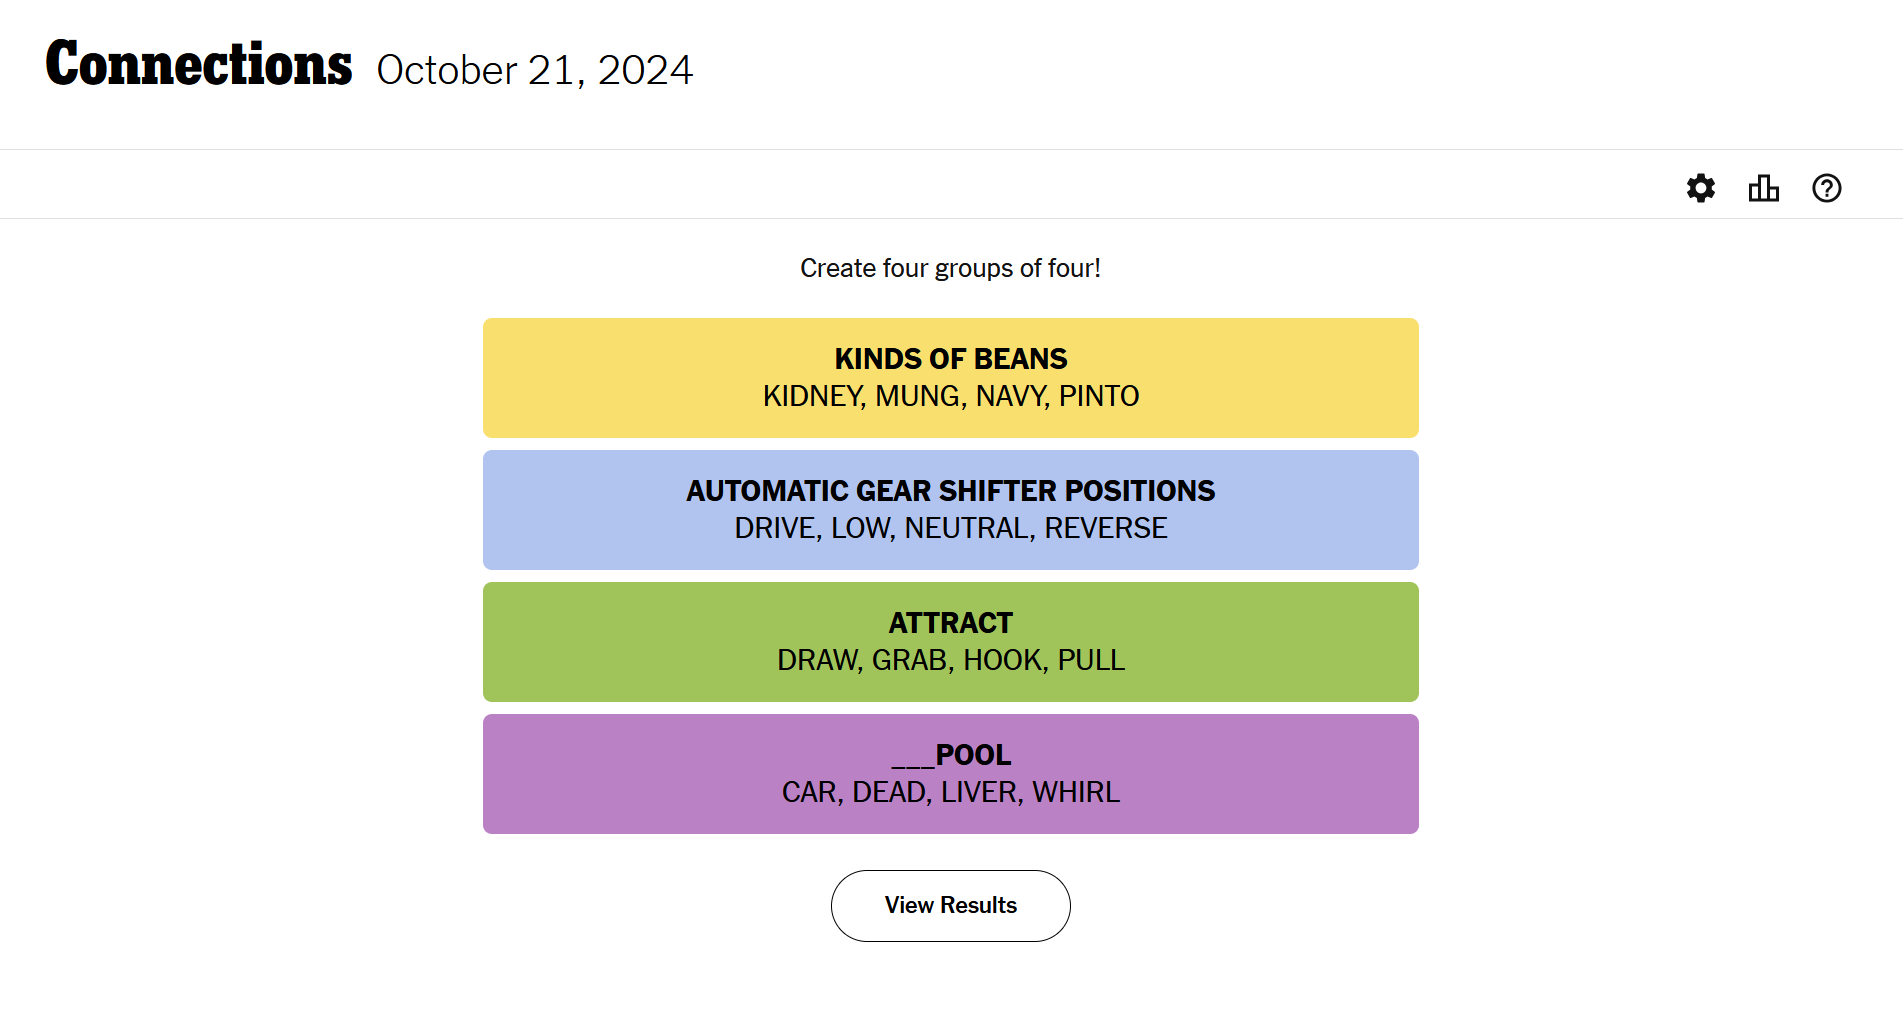 Connections October 21, 2024
Create four groups of four!
KINDS OF BEANS
KIDNEY, MUNG, NAVY, PINTO
AUTOMATIC GEAR SHIFTER POSITIONS
DRIVE, LOW, NEUTRAL, REVERSE
ATTRACT
DRAW, GRAB, HOOK, PULL
___POOL
CAR, DEAD, LIVER, WHIRL
View Results